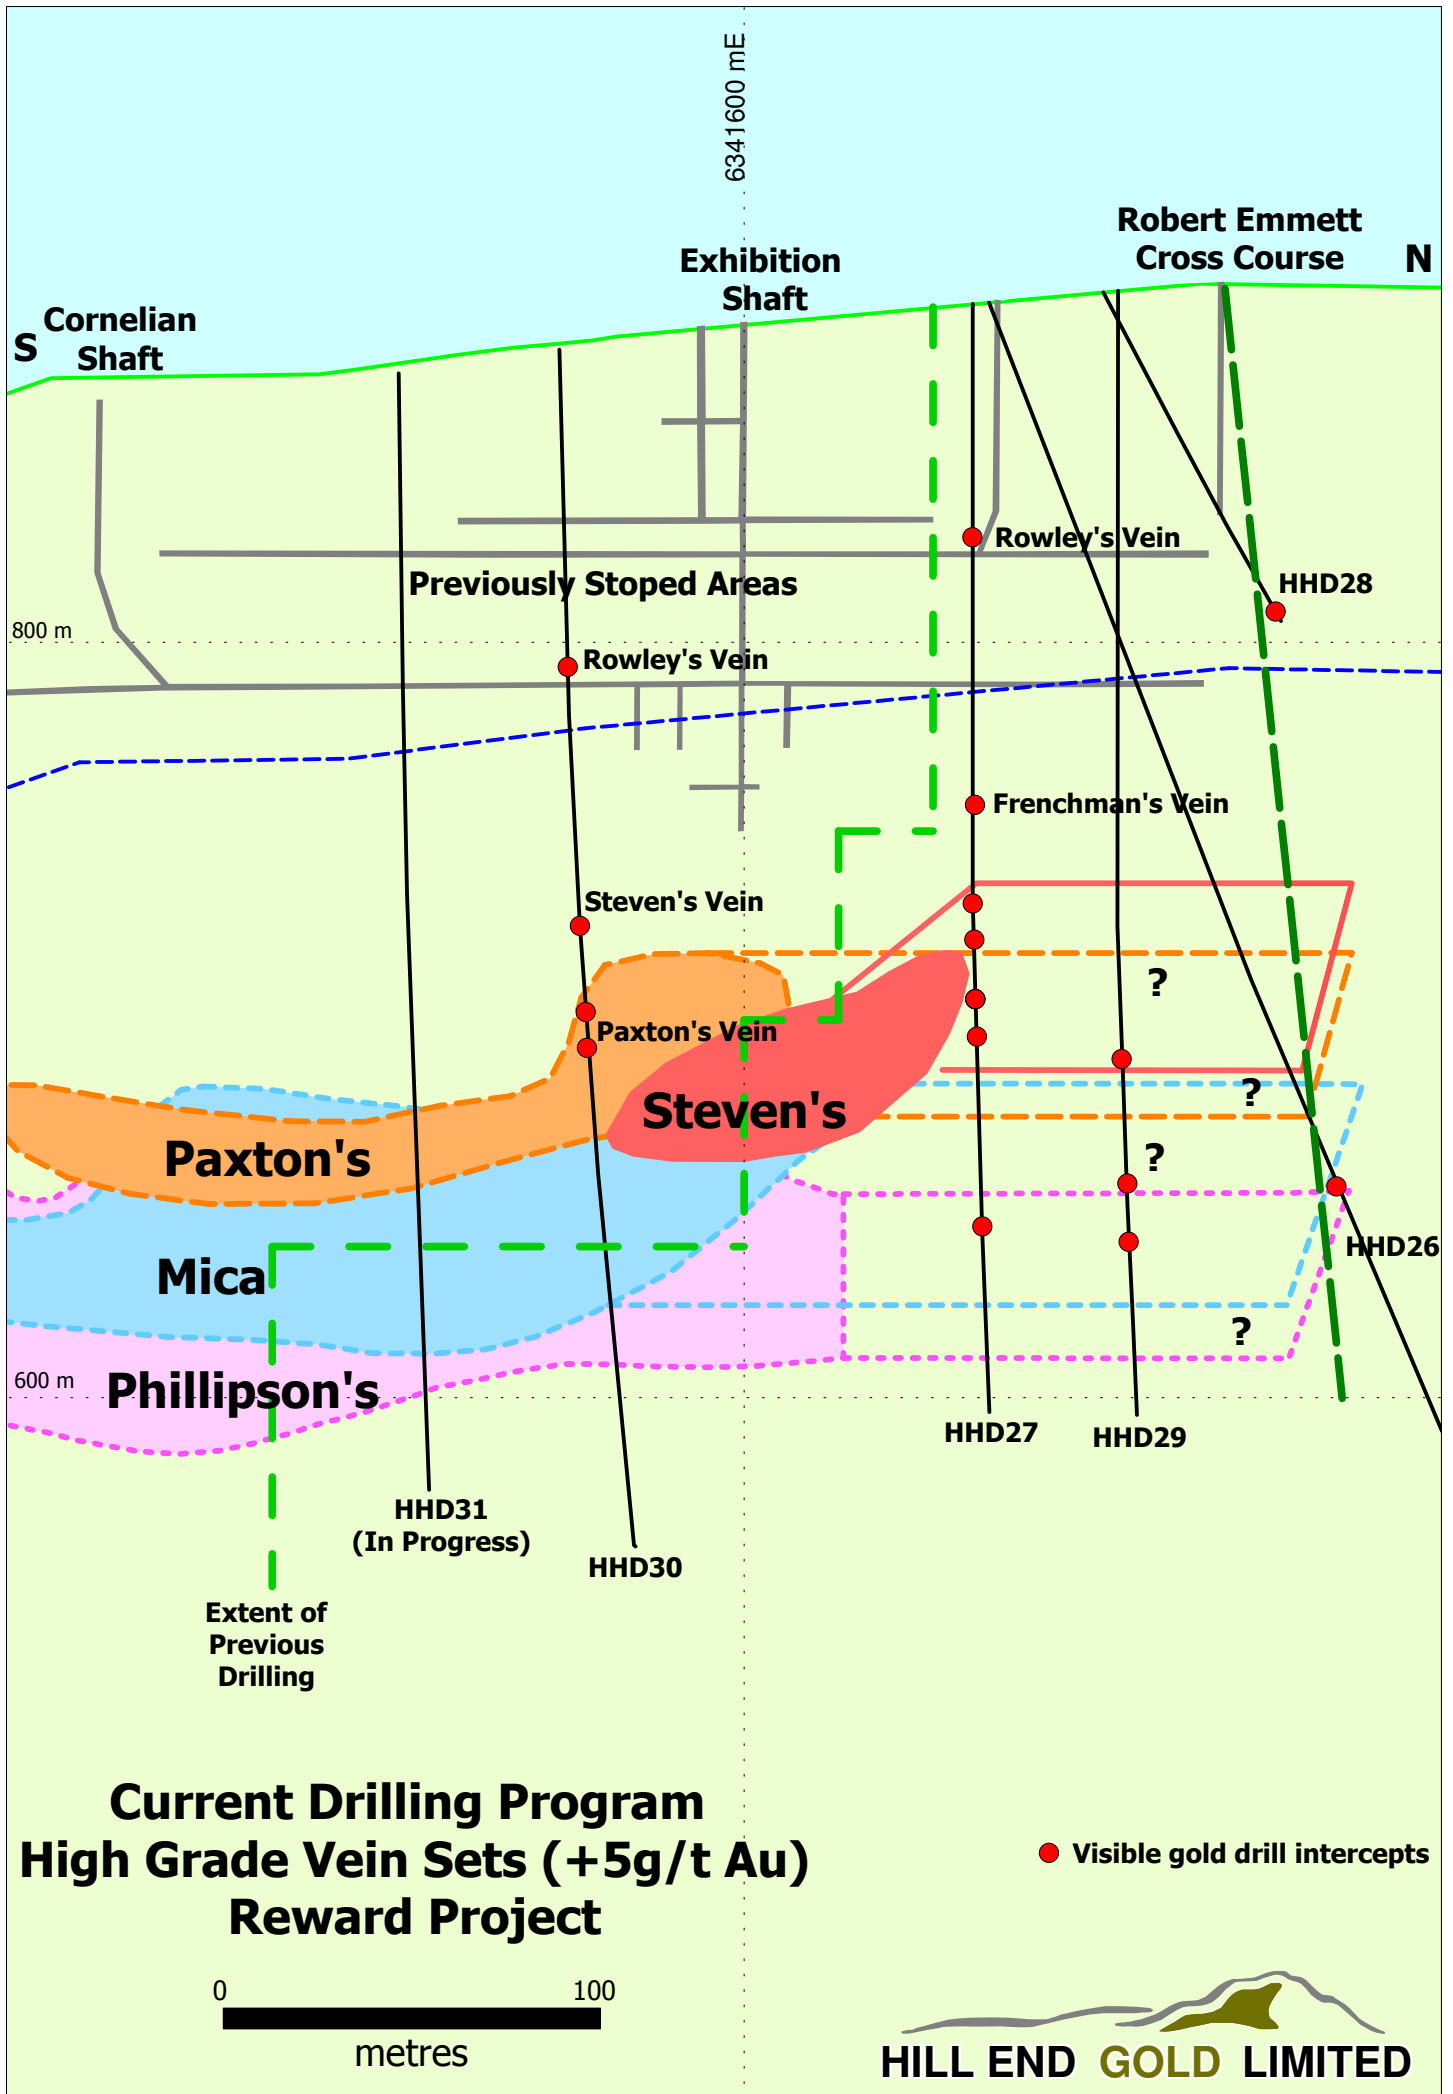 6341600 mE
Robert Emmett
Cross Course
N
Exhibition
Shaft
S
Cornelian
Shaft
Rowley's Vein
Previously Stoped Areas
HHD28
800 m
Rowley's Vein
Frenchman's Vein
Steven's Vein
?
Paxton's Vein
?
Steven's
Paxton's
?
HHD26
Mica
?
600 m
Phillipson's
HHD27
HHD29
HHD31
(In Progress)
HHD30
Extent of
Previous
Drilling
Current Drilling Program
High Grade Vein Sets (+5g/t Au)
Reward Project
Visible gold drill intercepts
0 100
metres
HILL END GOLD LIMITED